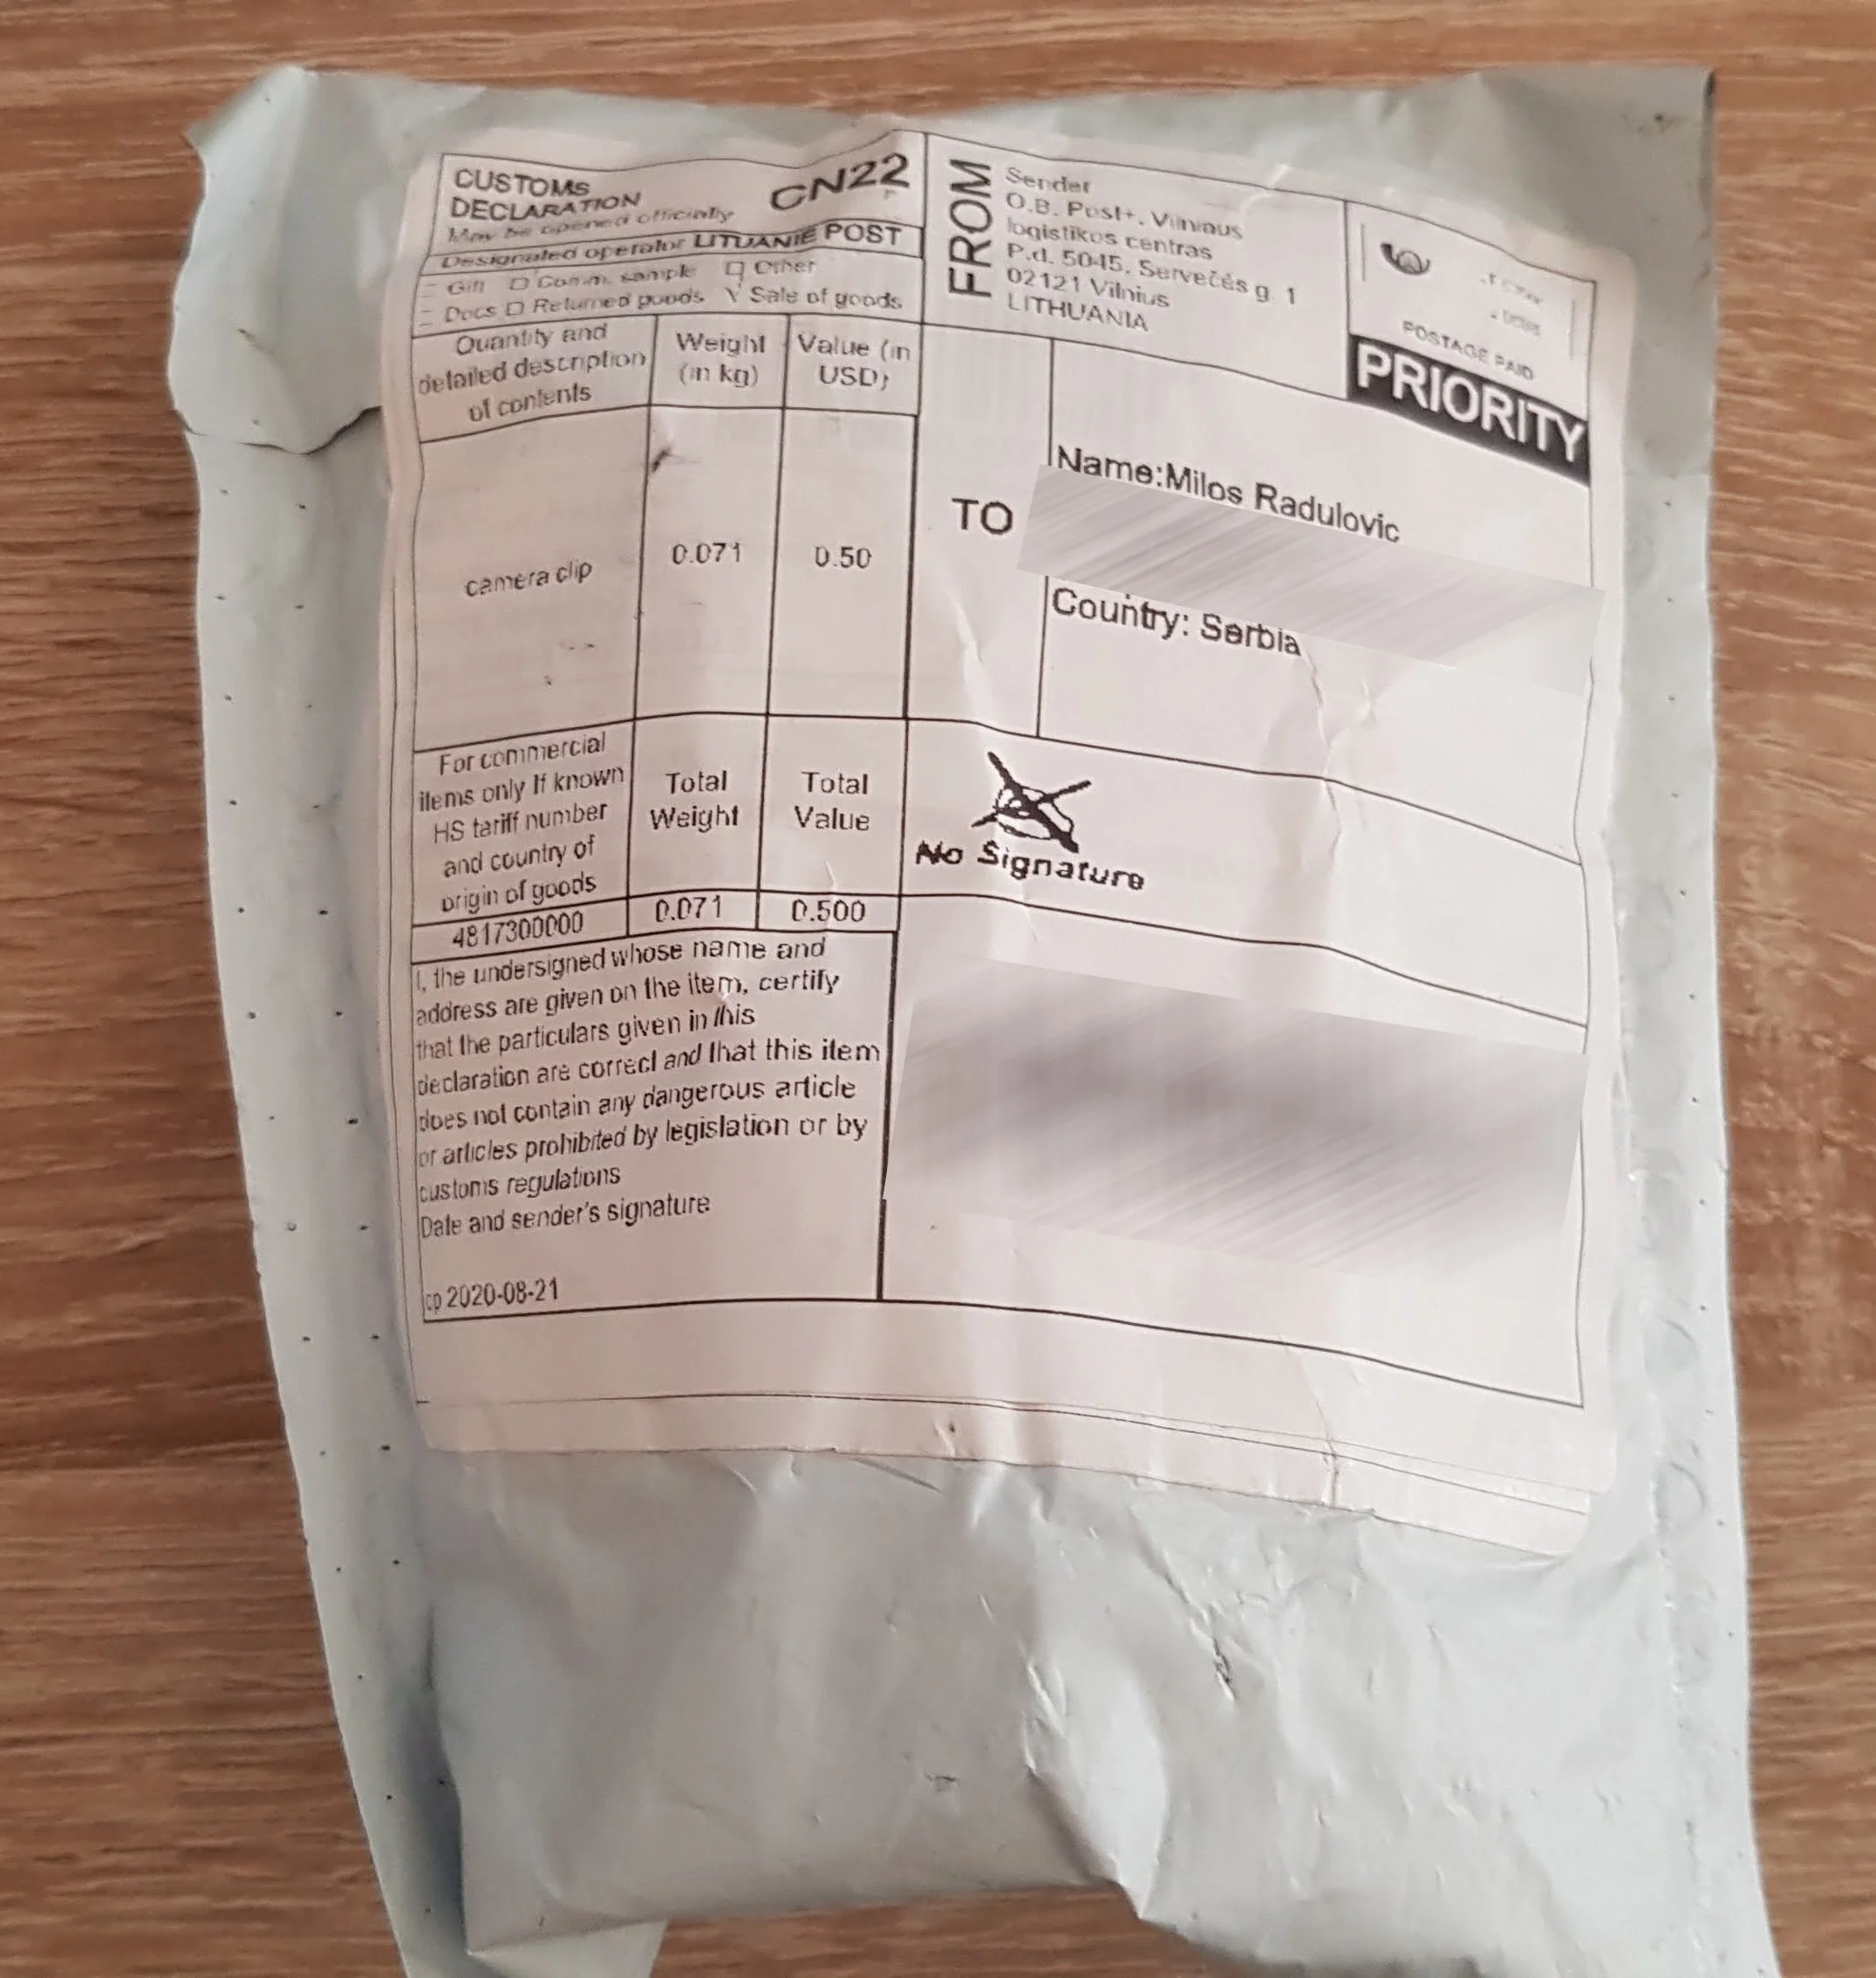 CUSTOMS
DECLARATION
CN22
May be opened officially
Designated operator LITUANIE POST
Gift Comm. sample Other
Docs Returned goods √ Sale of goods
Quantity and
detailed description
of contents
Weight
(in kg)
Value (in
USD)
camera clip
0.071
0.50
For commercial
items only If known
HS tariff number
and country of
origin of goods
Total
Weight
Total
Value
4817300000
0.071
0.500
I, the undersigned whose name and
address are given on the item, certify
that the particulars given in this
declaration are correct and that this item
does not contain any dangerous article
or articles prohibited by legislation or by
customs regulations
Date and sender's signature
cp 2020-08-21
FROM
Sender
O.B. Post+, Vilniaus
logistikos centras
P.d. 5045, Servečės g. 1
02121 Vilnius
LITHUANIA
POSTAGE PAID
PRIORITY
TO
Name:Milos Radulovic
Country: Serbia
No Signature